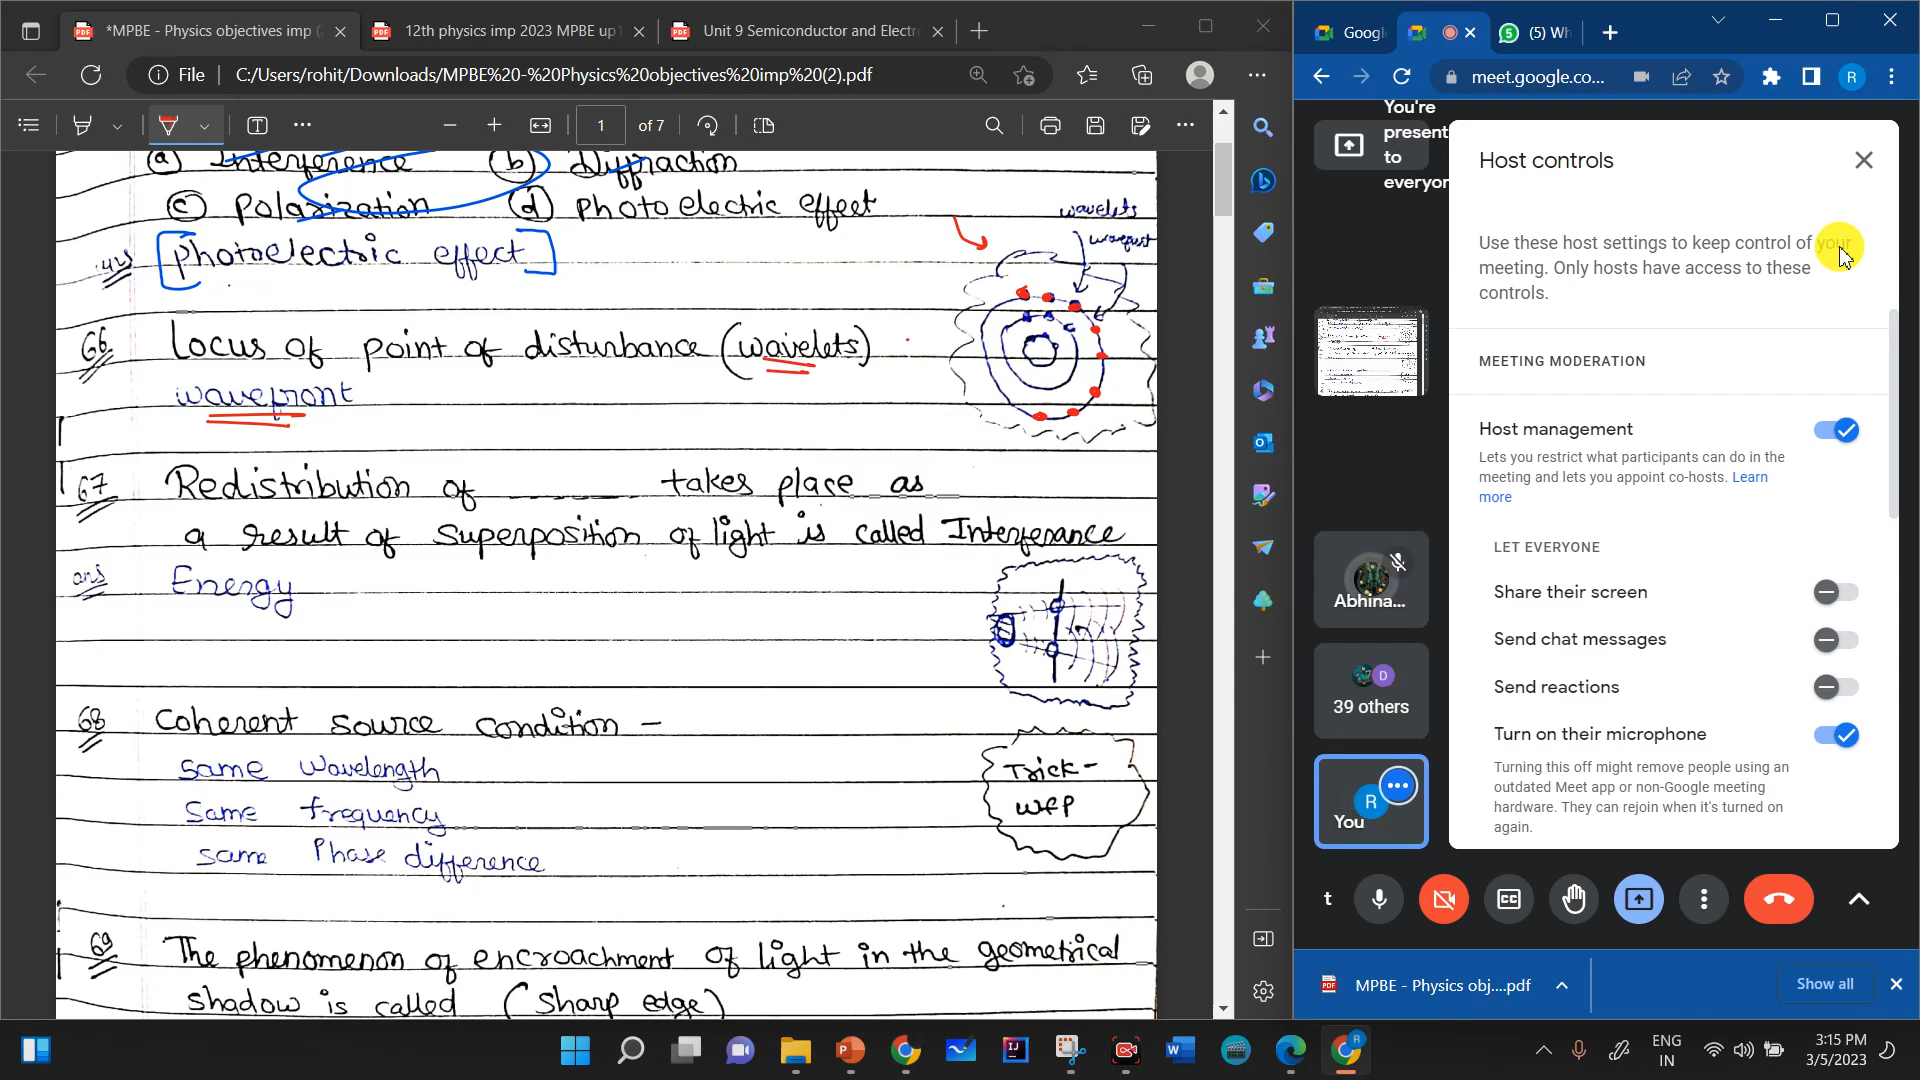 *MPBE - Physics objectives imp (
12th physics imp 2023 MPBE up
Unit 9 Semiconductor and Electr
File
C:/Users/rohit/Downloads/MPBE%20-%20Physics%20objectives%20imp%20(2).pdf
1 of 7
(a) Interference (b) Diffraction
(c) Polarization (d) Photo electric effect
photoelectric effect
wavelets
66 Locus of point of disturbance (wavelets)
wavefront
67 Redistribution of ------ takes place as
a result of superposition of light is called Interferance
ans Energy
68 Coherent source condition -
same wavelength
same frequency
same Phase difference
Trick-
WFP
69 The phenomenon of encroachment of light in the geometrical
shadow is called (sharp edge)
Googl
5
(5) Wh
meet.google.co...
R
You're
present
to
everyon
Abhina...
D
39 others
R
You
Host controls
Use these host settings to keep control of your
meeting. Only hosts have access to these
controls.
MEETING MODERATION
Host management
Lets you restrict what participants can do in the
meeting and lets you appoint co-hosts. Learn
more
LET EVERYONE
Share their screen
Send chat messages
Send reactions
Turn on their microphone
Turning this off might remove people using an
outdated Meet app or non-Google meeting
hardware. They can rejoin when it's turned on
again.
t
MPBE - Physics obj....pdf
Show all
ENG
IN
3:15 PM
3/5/2023